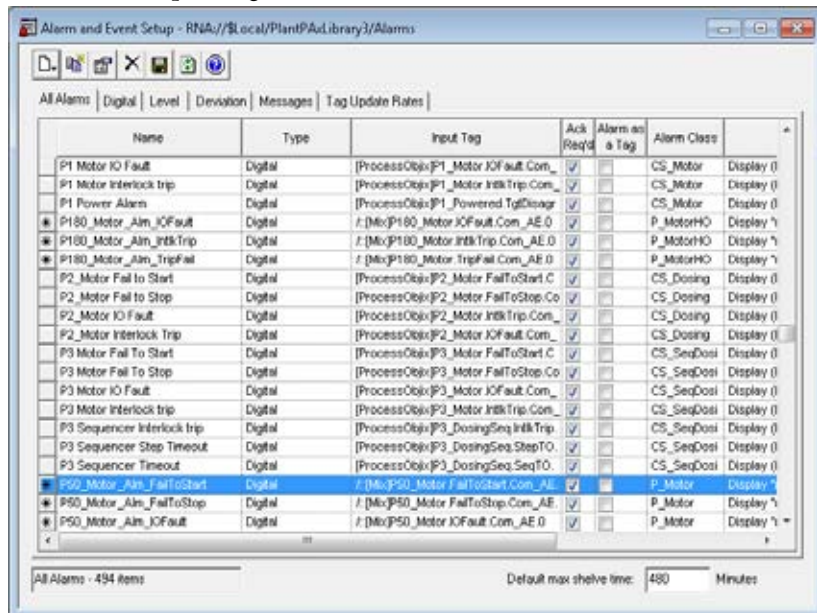 Alarm and Event Setup - RNA://$Local/PlantPAxLibrary3/Alarms
All Alarms Digital Level Deviation Messages Tag Update Rates
Name Type Input Tag Ack Req'd Alarm as a Tag Alarm Class
P1 Motor IO Fault Digital [ProcessObjix]P1_Motor.IOFault.Com_ CS_Motor Display (I
P1 Motor Interlock trip Digital [ProcessObjix]P1_Motor.IntlkTrip.Com_ CS_Motor Display (I
P1 Power Alarm Digital [ProcessObjix]P1_Powered.TgtDisagr CS_Motor Display (I
P180_Motor_Alm_IOFault Digital /::[Mix]P180_Motor.IOFault.Com_AE.0 P_MotorHO Display
P180_Motor_Alm_IntlkTrip Digital /::[Mix]P180_Motor.IntlkTrip.Com_AE.0 P_MotorHO Display
P180_Motor_Alm_TripFail Digital /::[Mix]P180_Motor.TripFail.Com_AE.0 P_MotorHO Display
P2_Motor Fail to Start Digital [ProcessObjix]P2_Motor.FailToStart.C CS_Dosing Display (I
P2_Motor Fail to Stop Digital [ProcessObjix]P2_Motor.FailToStop.Co CS_Dosing Display (I
P2_Motor IO Fault Digital [ProcessObjix]P2_Motor.IntlkTrip.Com_ CS_Dosing Display (I
P2_Motor Interlock Trip Digital [ProcessObjix]P2_Motor.IOFault.Com_ CS_Dosing Display (I
P3 Motor Fail To Start Digital [ProcessObjix]P3_Motor.FailToStart.C CS_SeqDosi Display (I
P3 Motor Fail To Stop Digital [ProcessObjix]P3_Motor.FailToStop.Co CS_SeqDosi Display (I
P3 Motor IO Fault Digital [ProcessObjix]P3_Motor.IOFault.Com_ CS_SeqDosi Display (I
P3 Motor Interlock trip Digital [ProcessObjix]P3_Motor.IntlkTrip.Com_ CS_SeqDosi Display (I
P3 Sequencer Interlock trip Digital [ProcessObjix]P3_DosingSeq.IntlkTrip. CS_SeqDosi Display (I
P3 Sequencer Step Timeout Digital [ProcessObjix]P3_DosingSeq.StepTO. CS_SeqDosi Display (I
P3 Sequencer Timeout Digital [ProcessObjix]P3_DosingSeq.SeqTO. CS_SeqDosi Display (I
P50_Motor_Alm_FailToStart Digital /::[Mix]P50_Motor.FailToStart.Com_AE. P_Motor Display
P50_Motor_Alm_FailToStop Digital /::[Mix]P50_Motor.FailToStop.Com_AE. P_Motor Display
P50_Motor_Alm_IOFault Digital /::[Mix]P50_Motor.IOFault.Com_AE.0 P_Motor Display
All Alarms - 494 items Default max shelve time: 480 Minutes